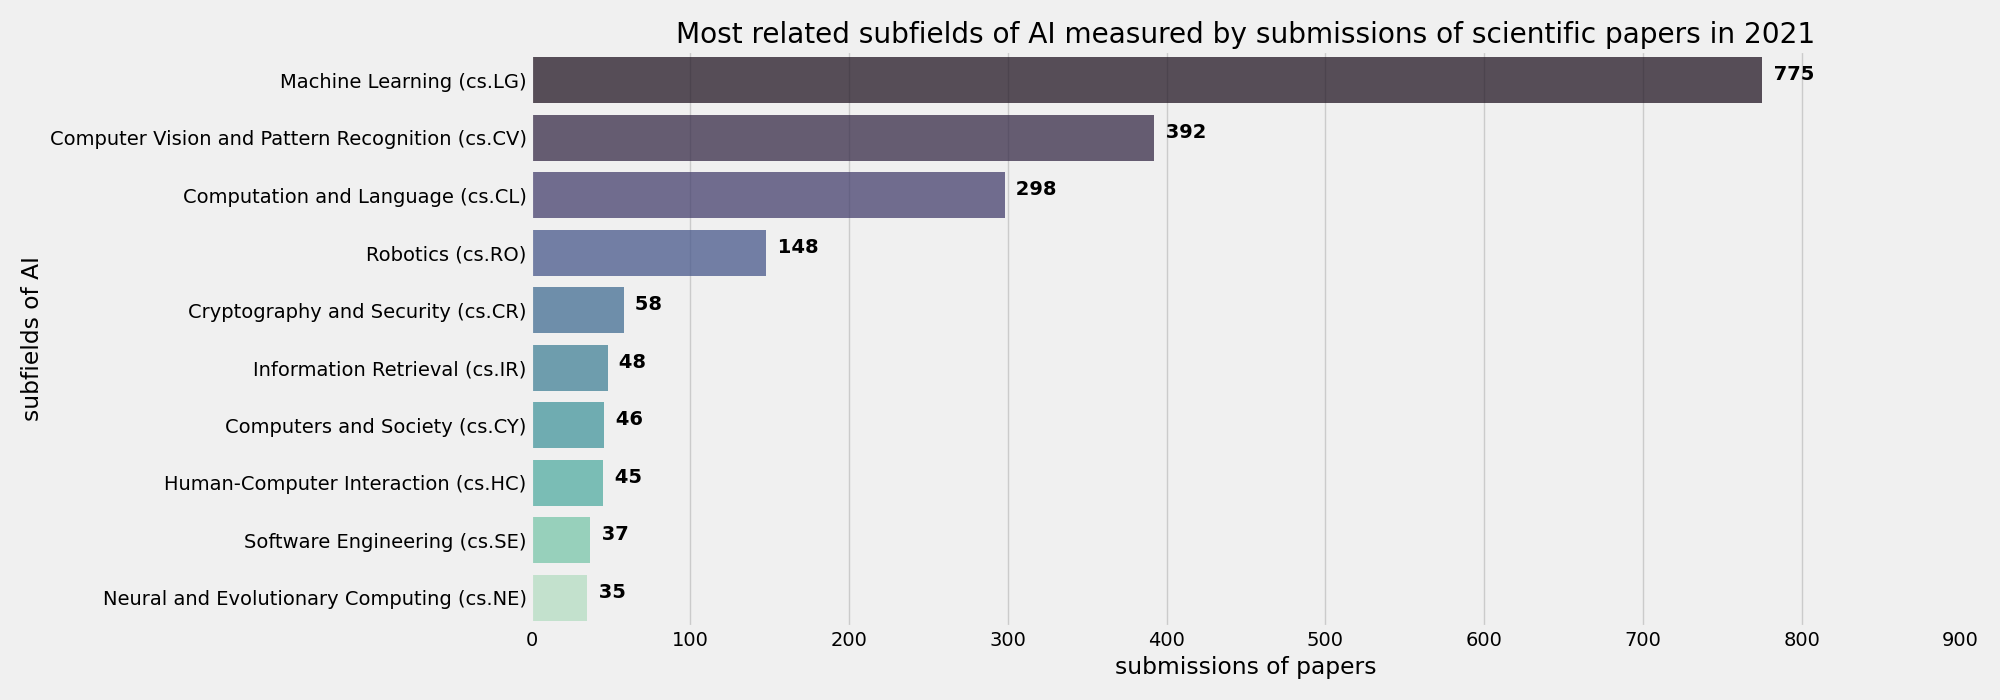 Most related subfields of AI measured by submissions of scientific papers in 2021
subfields of AI
Machine Learning (cs.LG) 775
Computer Vision and Pattern Recognition (cs.CV) 392
Computation and Language (cs.CL) 298
Robotics (cs.RO) 148
Cryptography and Security (cs.CR) 58
Information Retrieval (cs.IR) 48
Computers and Society (cs.CY) 46
Human-Computer Interaction (cs.HC) 45
Software Engineering (cs.SE) 37
Neural and Evolutionary Computing (cs.NE) 35
0 100 200 300 400 500 600 700 800 900
submissions of papers